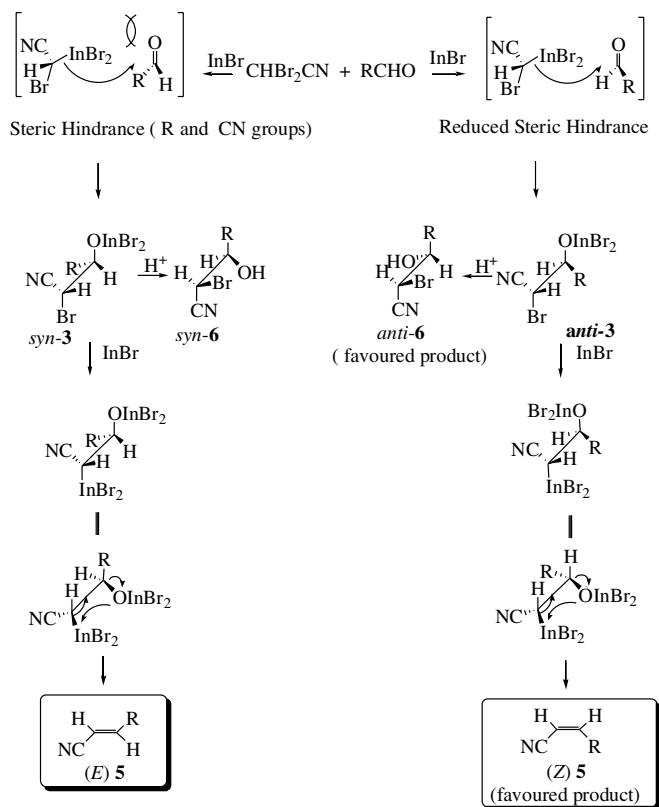 NC InBr2 O H Br R H InBr CHBr2CN + RCHO InBr NC InBr2 O H Br H R
Steric Hindrance ( R and CN groups) Reduced Steric Hindrance
OInBr2 R OInBr2
R H H R H
NC H H+ H Br OH HO H Br H+ NC H R
Br CN CN Br
syn-3 syn-6 anti-6 anti-3
InBr ( favoured product) InBr
OInBr2 Br2InO
R H H R
NC H NC H
InBr2 InBr2
R H
H H OInBr2 R H OInBr2
NC InBr2 NC InBr2
H R H H
NC H NC R
(E) 5 (Z) 5
(favoured product)